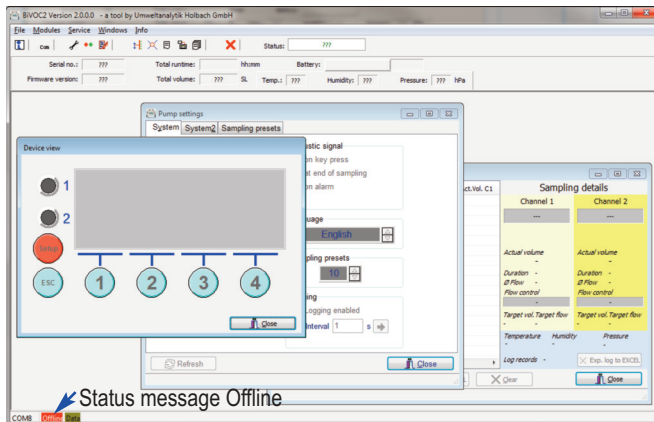 BiVOC2 Version 2.0.0.0 - a tool by Umweltanalytik Holbach GmbH
File Modules Service Windows Info
COM Status: ???
Serial no.: ??? Total runtime: hh:mm Battery:
Firmware version: ??? Total volume: ??? SL Temp.: ??? Humidity: ??? Pressure: ??? hPa
Pump settings
System System2 Sampling presets
Device view
1
2
Setup
ESC
1 2 3 4
Close
ustic signal
on key press
at end of sampling
on alarm
uage
English
pling presets
10
ing
Logging enabled
Interval 1 s
Refresh
Close
ct.Vol. C1
Sampling details
Channel 1 Channel 2
--- ---
Actual volume Actual volume
- -
Duration - Duration -
Ø Flow - Ø Flow -
Flow control Flow control
- -
Target vol. Target flow Target vol. Target flow
- - - -
Temperature Humidity Pressure
- - -
Log records - Exp. log to EXCEL
Clear Close
Status message Offline
COM8 Offline Data